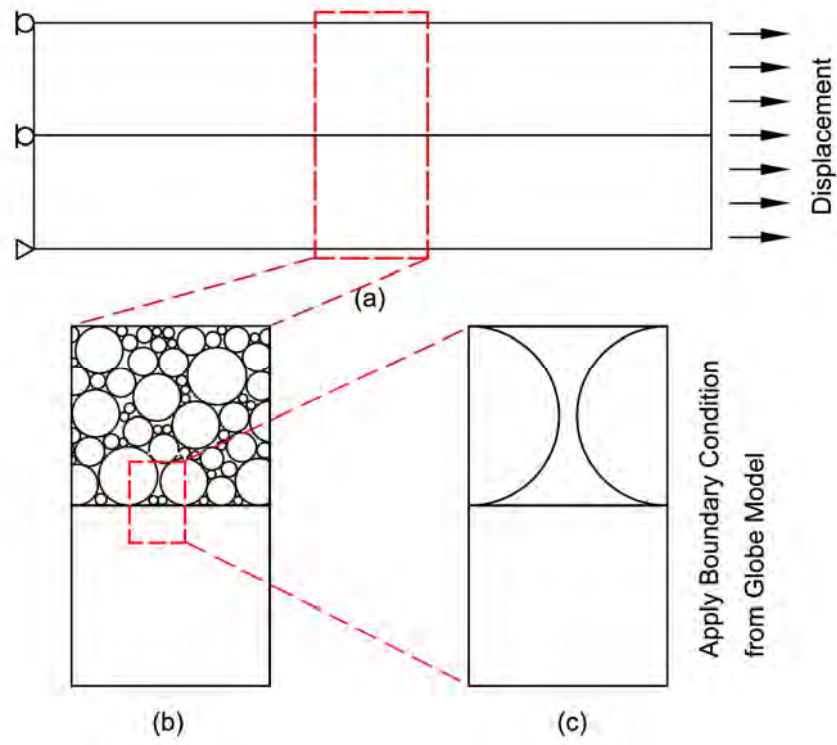 Displacement
(a)
Apply Boundary Condition
from Globe Model
(b)
(c)